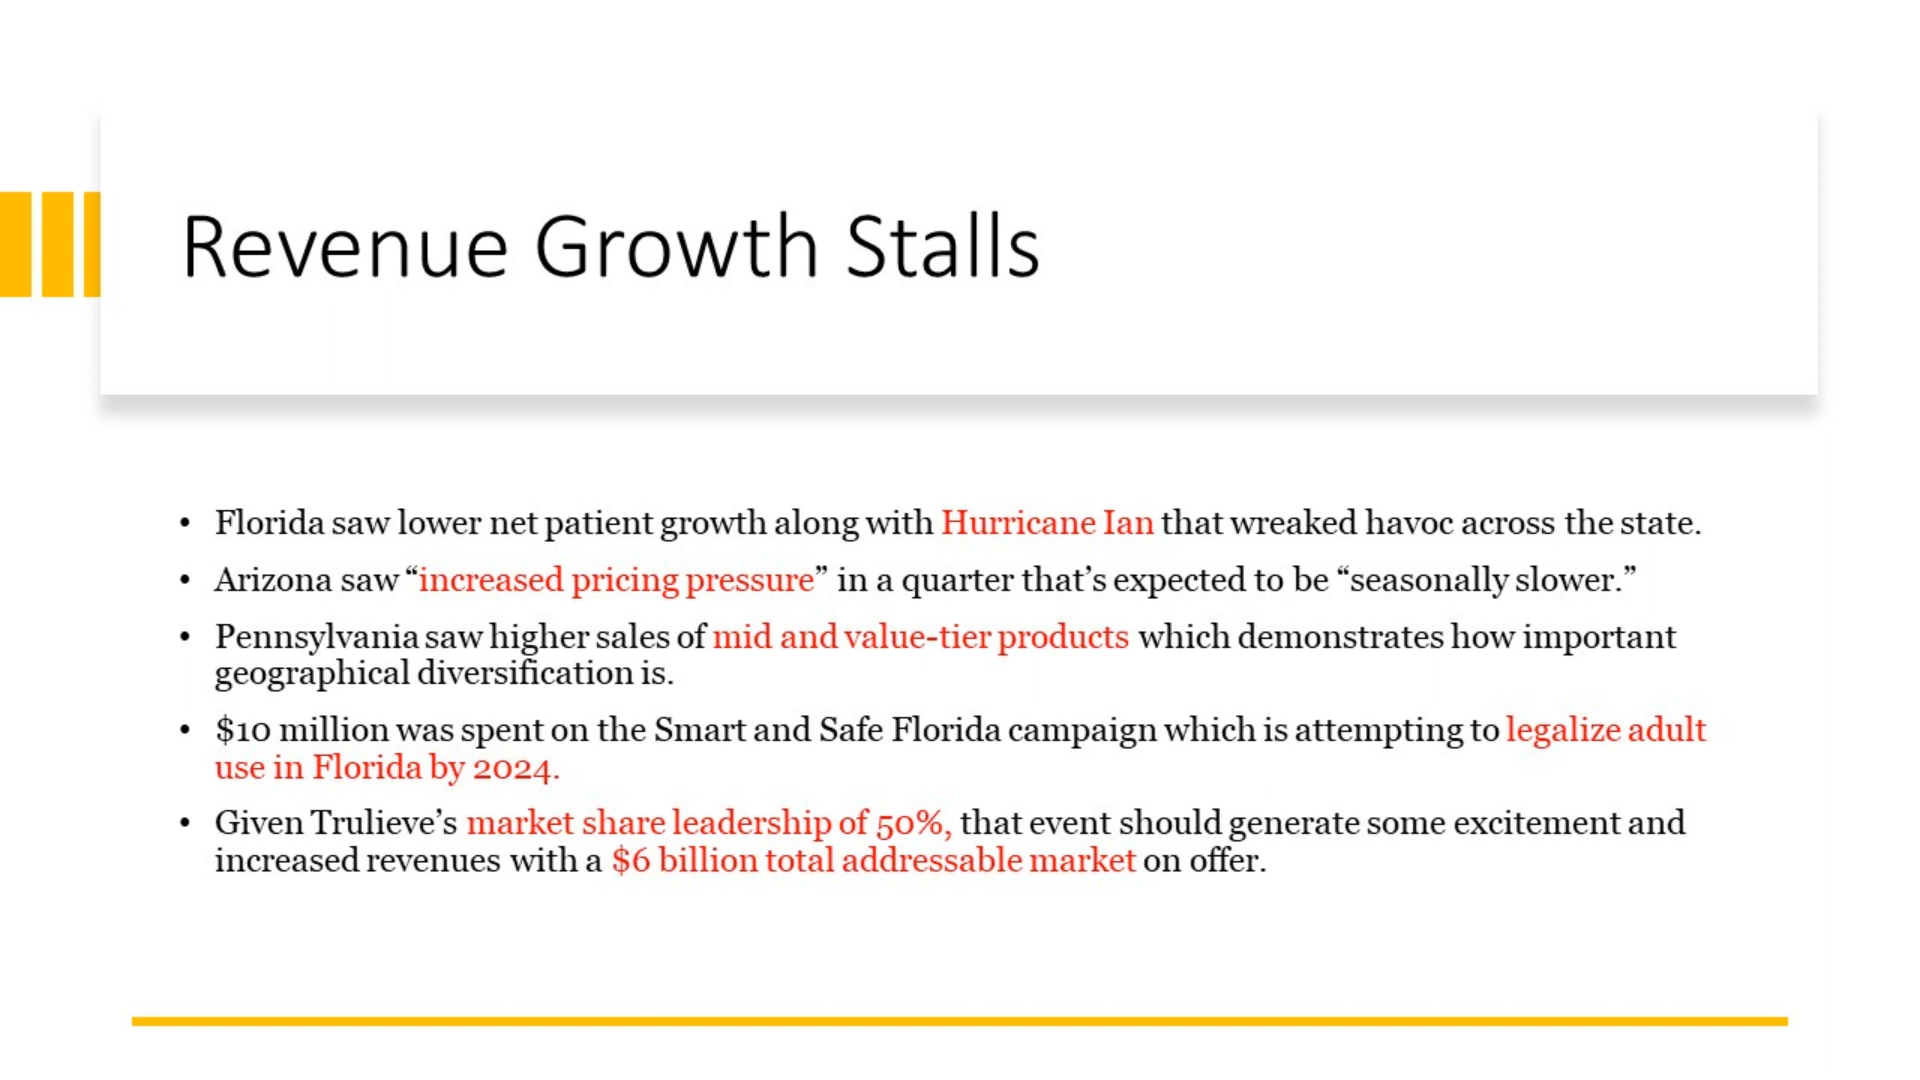 Revenue Growth Stalls
• Florida saw lower net patient growth along with Hurricane Ian that wreaked havoc across the state.
• Arizona saw “increased pricing pressure” in a quarter that’s expected to be “seasonally slower.”
• Pennsylvania saw higher sales of mid and value-tier products which demonstrates how important
geographical diversification is.
• $10 million was spent on the Smart and Safe Florida campaign which is attempting to legalize adult
use in Florida by 2024.
• Given Trulieve’s market share leadership of 50%, that event should generate some excitement and
increased revenues with a $6 billion total addressable market on offer.